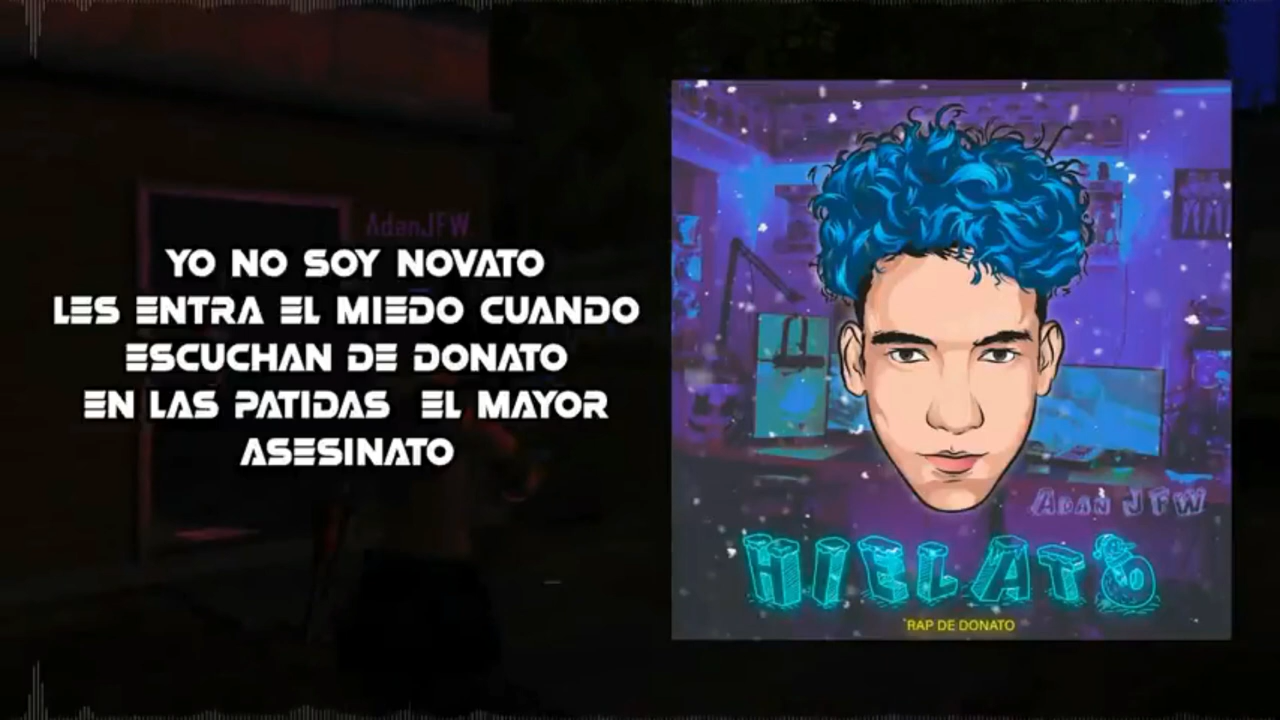 AdanJFW
YO NO SOY NOVATO
LES ENTRA EL MIEDO CUANDO
ESCUCHAN DE DONATO
EN LAS PATIDAS EL MAYOR
ASESINATO
ADAN JFW
HIELATO
RAP DE DONATO